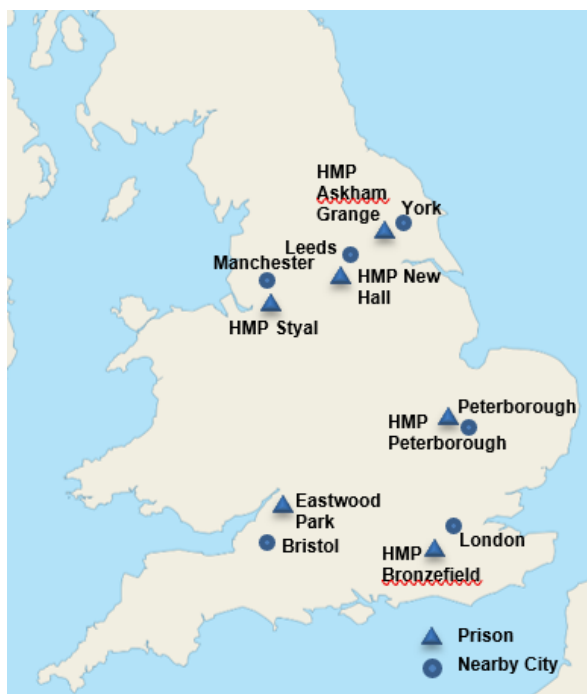 HMP
Askham
Grange
York
Leeds
Manchester
HMP New
Hall
HMP Styal
Peterborough
HMP
Peterborough
Eastwood
Park
Bristol
London
HMP
Bronzefield
Prison
Nearby City